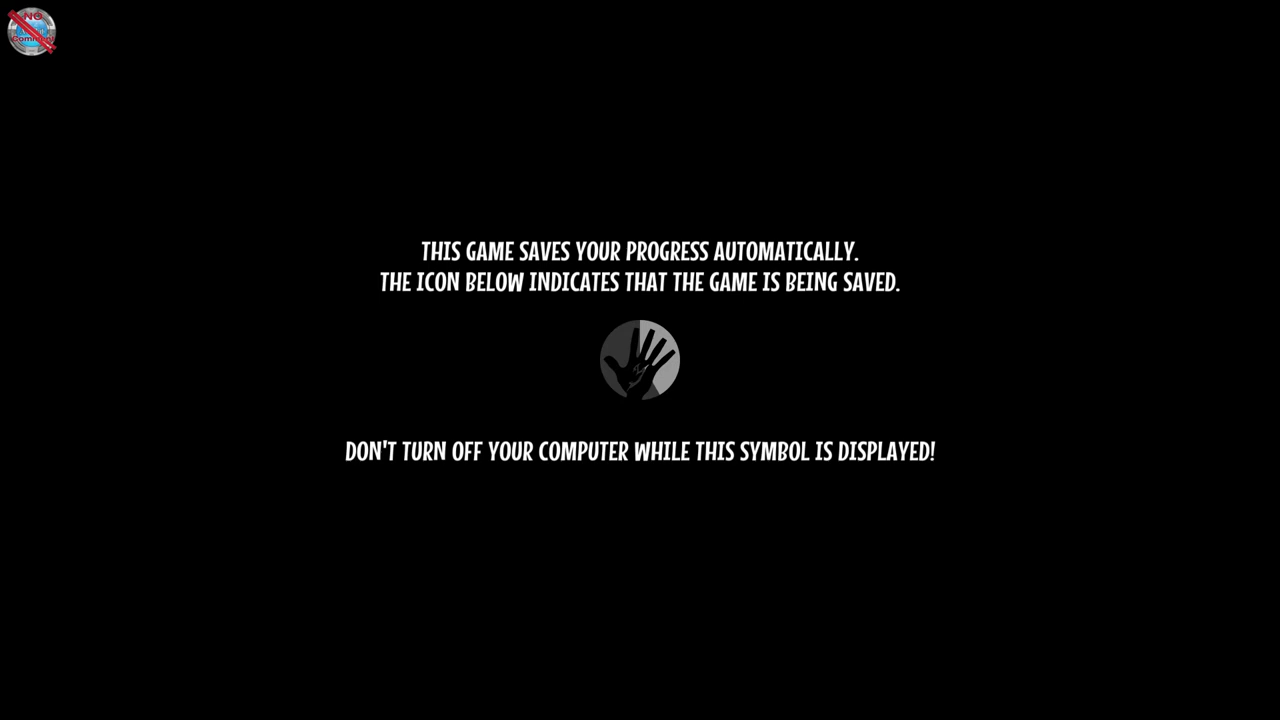 NO
THIS GAME SAVES YOUR PROGRESS AUTOMATICALLY.
THE ICON BELOW INDICATES THAT THE GAME IS BEING SAVED.
DON'T TURN OFF YOUR COMPUTER WHILE THIS SYMBOL IS DISPLAYED!